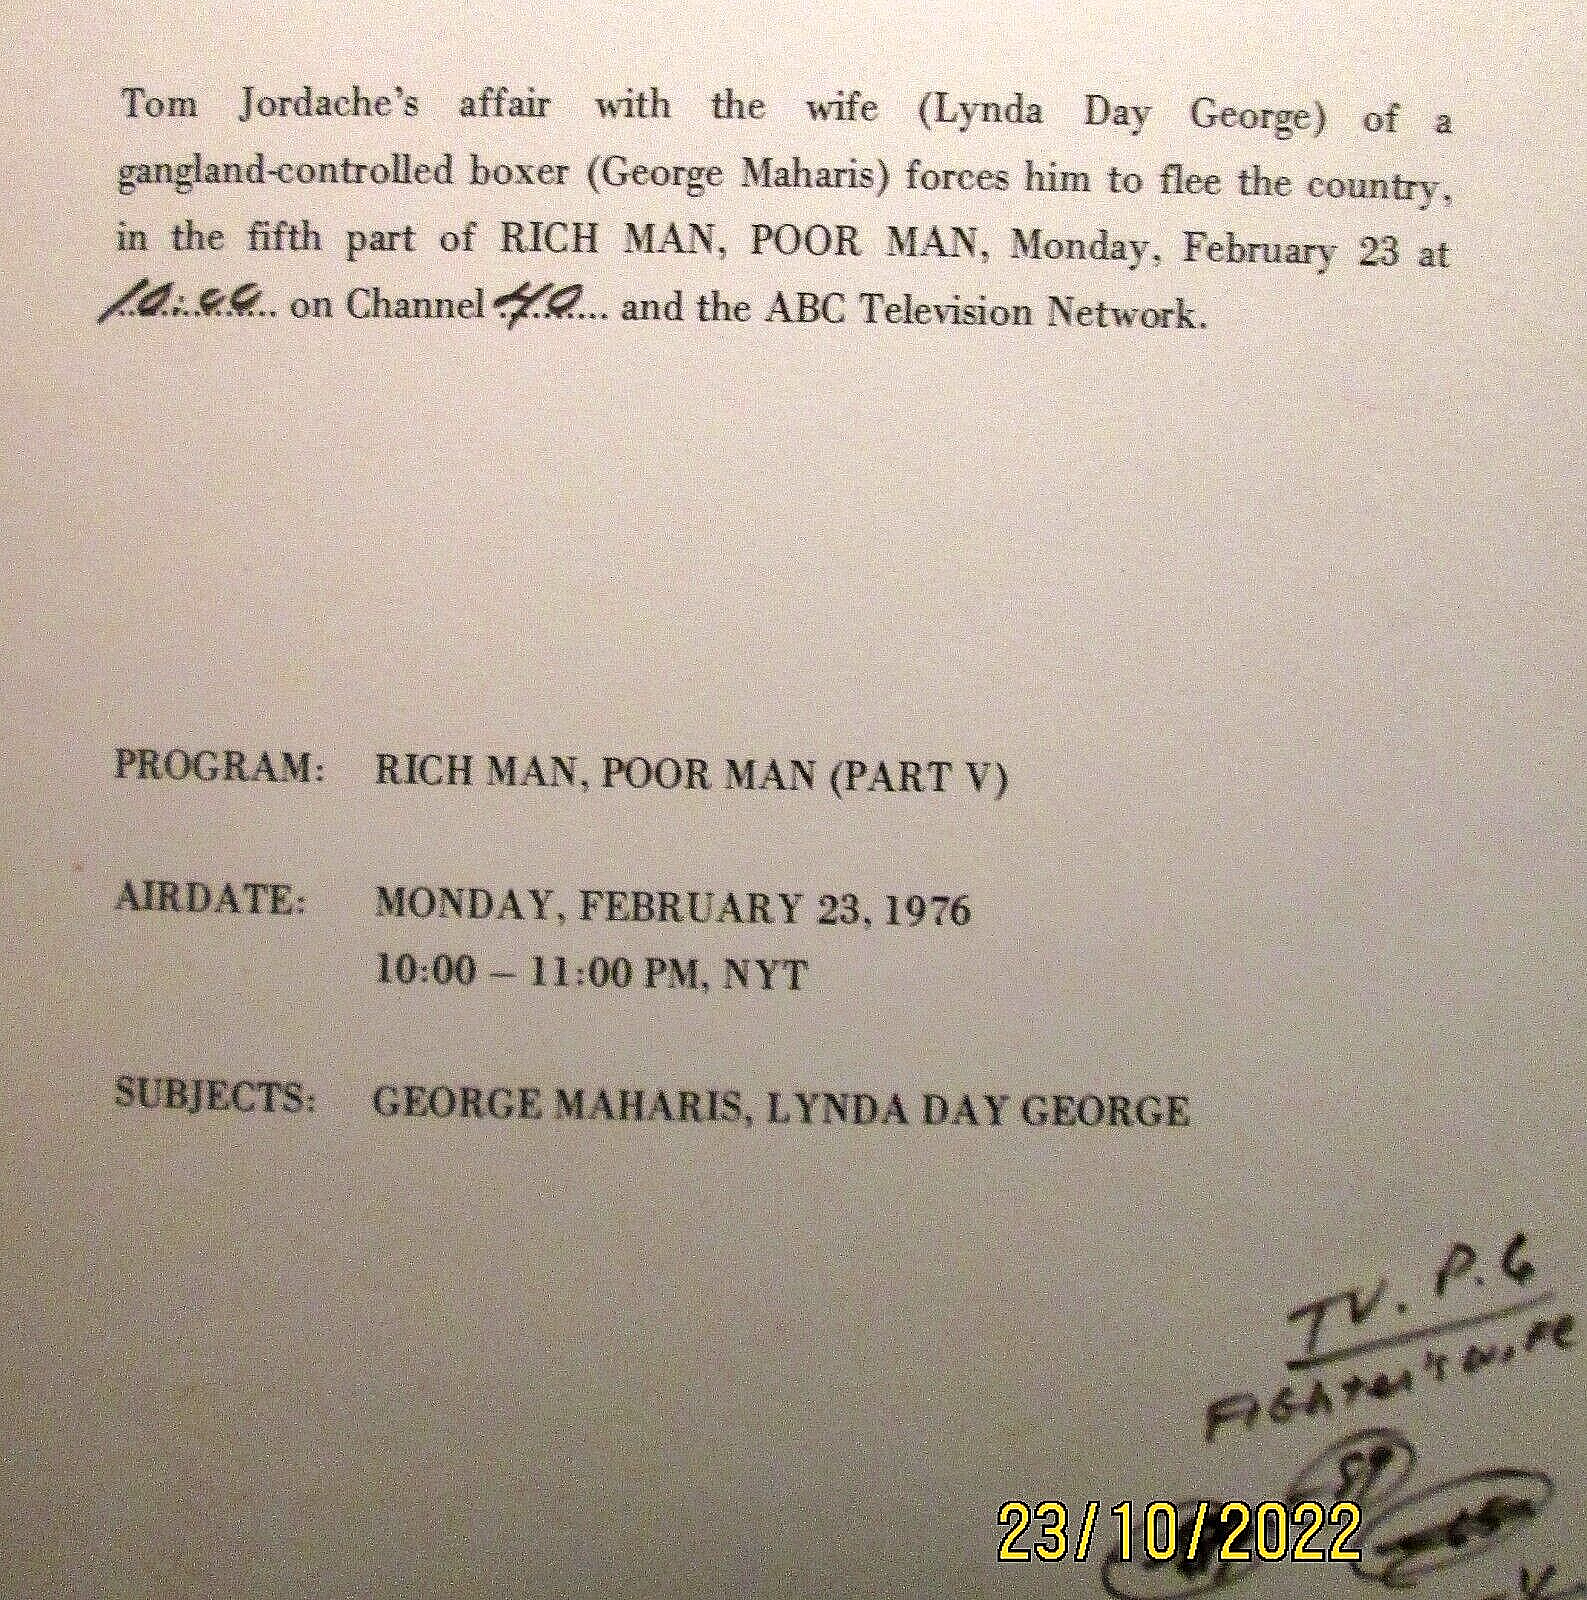 Tom Jordache's affair with the wife (Lynda Day George) of a
gangland-controlled boxer (George Maharis) forces him to flee the country,
in the fifth part of RICH MAN, POOR MAN, Monday, February 23 at
10:00 on Channel 40 and the ABC Television Network.
PROGRAM: RICH MAN, POOR MAN (PART V)
AIRDATE: MONDAY, FEBRUARY 23, 1976
10:00 – 11:00 PM, NYT
SUBJECTS: GEORGE MAHARIS, LYNDA DAY GEORGE
TV. P.G
FIGHTER'S WIFE
23/10/2022